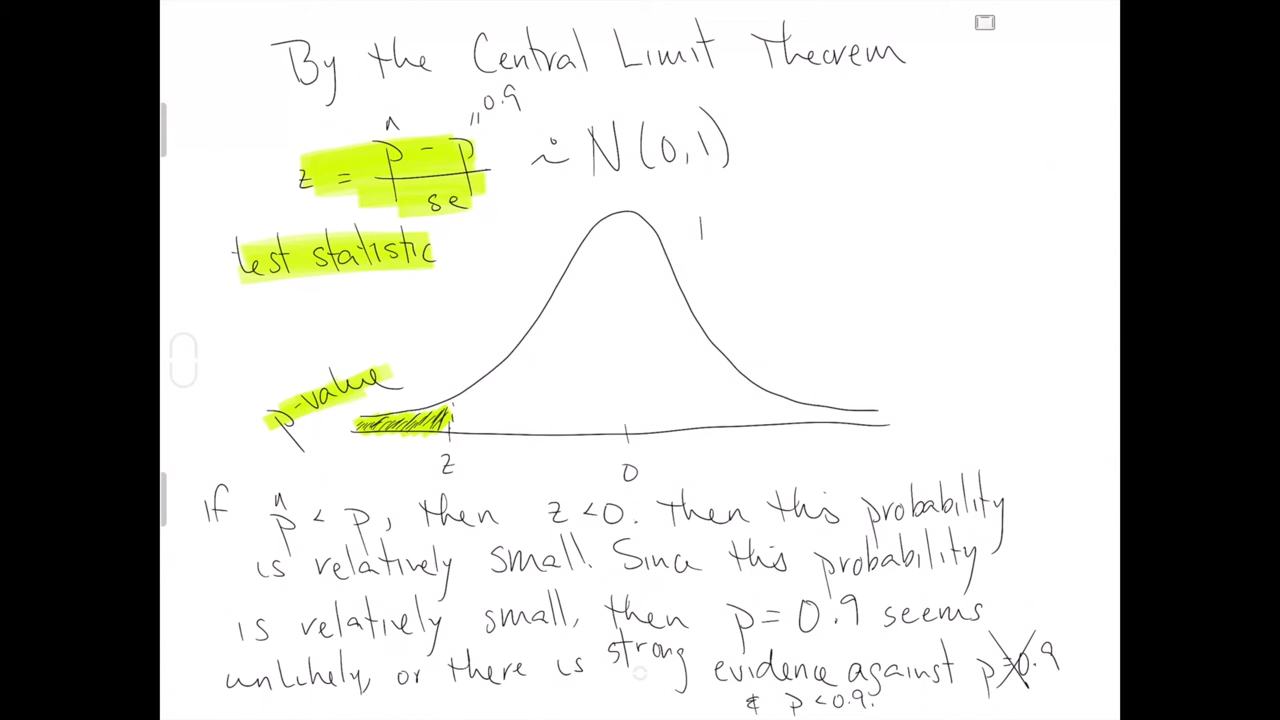 By the Central Limit Theorem
" 0.9
z = p̂ - p / se ∼ N(0,1)
test statistic
p-value
z 0
If p̂ < p, then z < 0. Then this probability
is relatively small. Since this probability
is relatively small, then p = 0.9 seems
unlikely, or there is strong evidence against p=0.9
& p < 0.9.